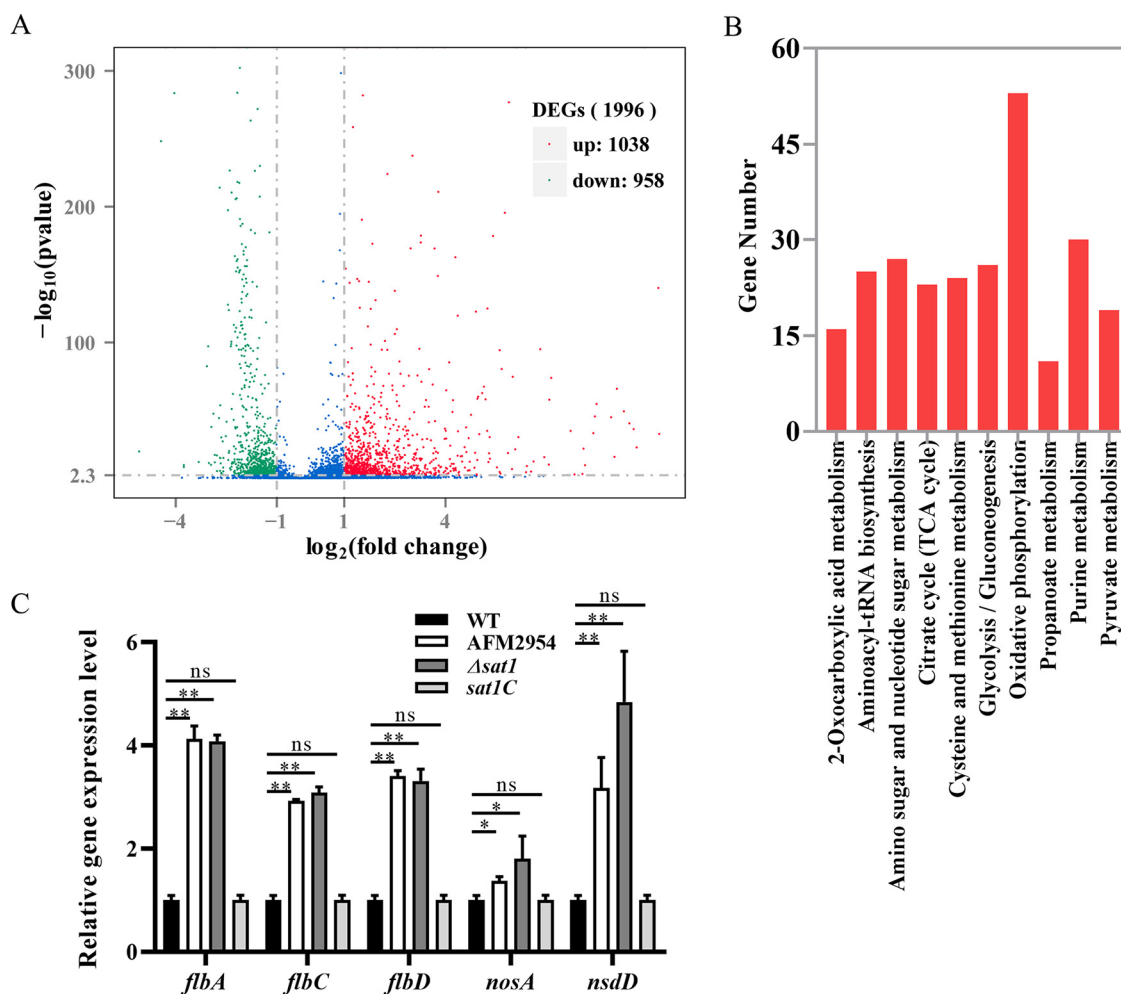 A
300
200
100
2.3
−log10(pvalue)
DEGs ( 1996 )
up: 1038
down: 958
−4
−1
1
4
log2(fold change)
B
60
45
30
15
0
Gene Number
2-Oxocarboxylic acid metabolism
Aminoacyl-tRNA biosynthesis
Amino sugar and nucleotide sugar metabolism
Citrate cycle (TCA cycle)
Cysteine and methionine metabolism
Glycolysis / Gluconeogenesis
Oxidative phosphorylation
Propanoate metabolism
Purine metabolism
Pyruvate metabolism
C
WT
AFM2954
Δsat1
sat1C
Relative gene expression level
6
4
2
0
ns
**
**
ns
**
**
ns
**
**
ns
*
*
ns
**
**
flbA
flbC
flbD
nosA
nsdD